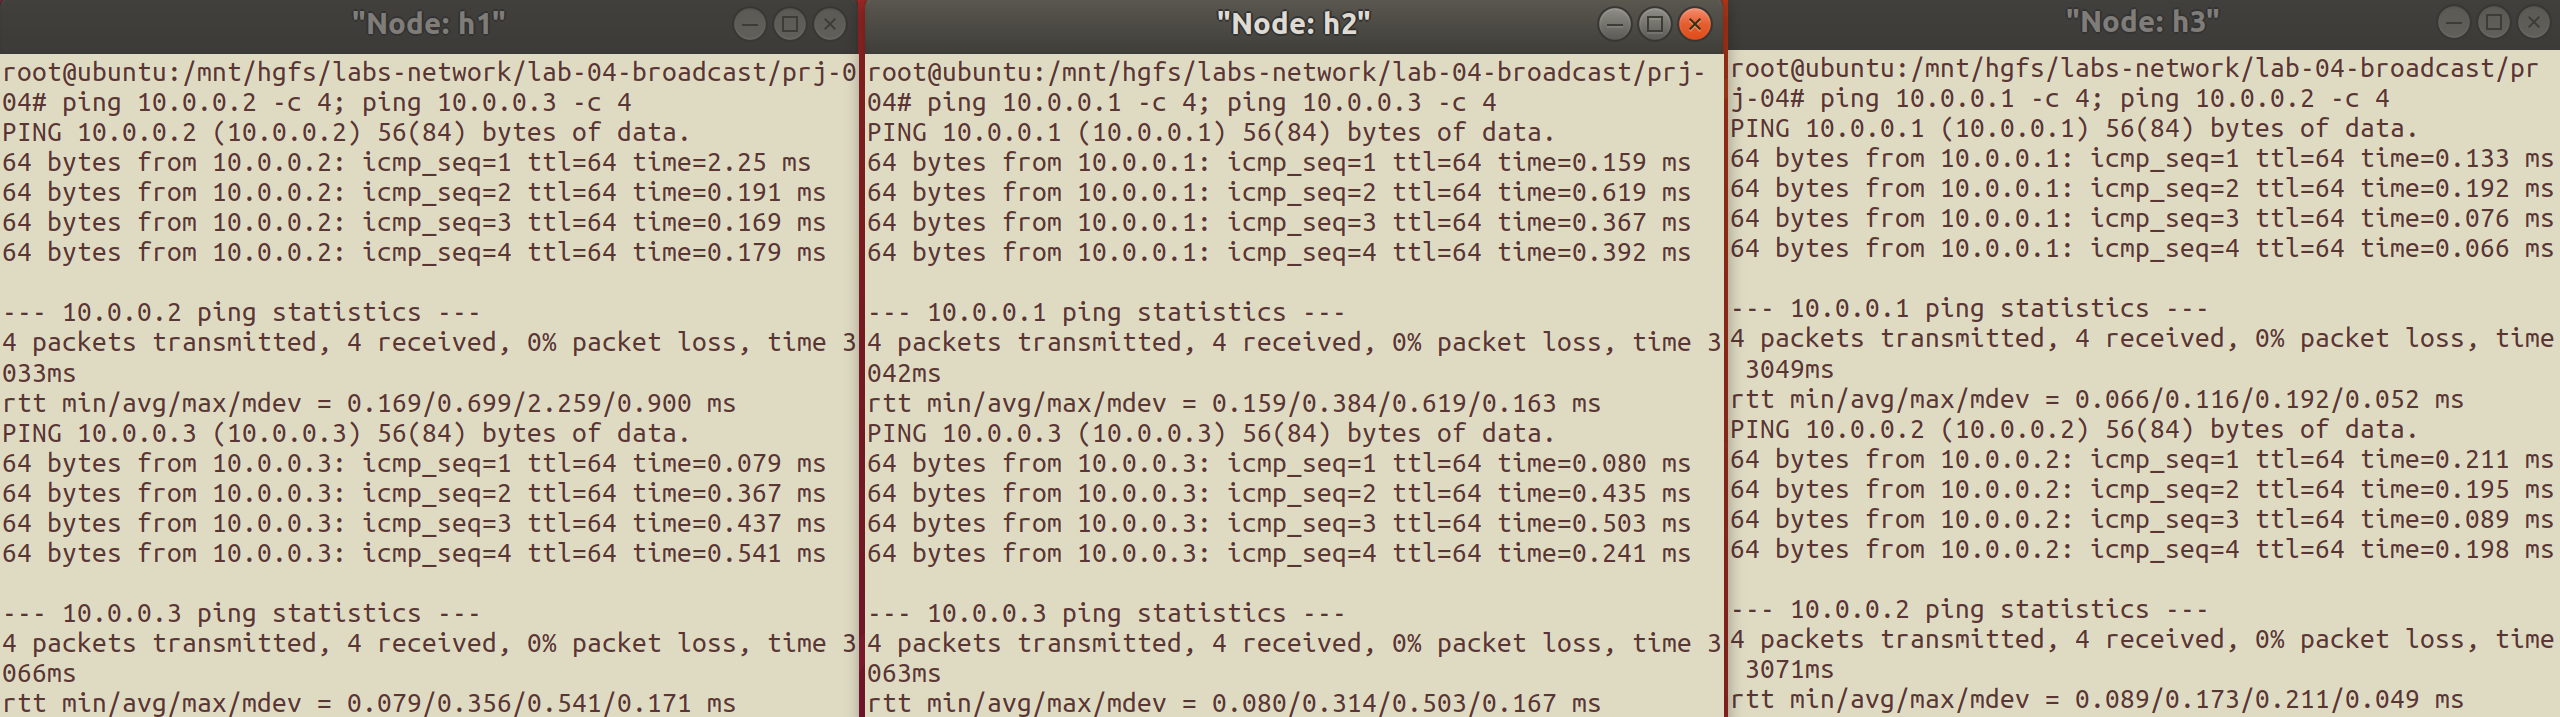 "Node: h1"
root@ubuntu:/mnt/hgfs/labs-network/lab-04-broadcast/prj-0
04# ping 10.0.0.2 -c 4; ping 10.0.0.3 -c 4
PING 10.0.0.2 (10.0.0.2) 56(84) bytes of data.
64 bytes from 10.0.0.2: icmp_seq=1 ttl=64 time=2.25 ms
64 bytes from 10.0.0.2: icmp_seq=2 ttl=64 time=0.191 ms
64 bytes from 10.0.0.2: icmp_seq=3 ttl=64 time=0.169 ms
64 bytes from 10.0.0.2: icmp_seq=4 ttl=64 time=0.179 ms
--- 10.0.0.2 ping statistics ---
4 packets transmitted, 4 received, 0% packet loss, time 3
033ms
rtt min/avg/max/mdev = 0.169/0.699/2.259/0.900 ms
PING 10.0.0.3 (10.0.0.3) 56(84) bytes of data.
64 bytes from 10.0.0.3: icmp_seq=1 ttl=64 time=0.079 ms
64 bytes from 10.0.0.3: icmp_seq=2 ttl=64 time=0.367 ms
64 bytes from 10.0.0.3: icmp_seq=3 ttl=64 time=0.437 ms
64 bytes from 10.0.0.3: icmp_seq=4 ttl=64 time=0.541 ms
--- 10.0.0.3 ping statistics ---
4 packets transmitted, 4 received, 0% packet loss, time 3
066ms
rtt min/avg/max/mdev = 0.079/0.356/0.541/0.171 ms
"Node: h2"
root@ubuntu:/mnt/hgfs/labs-network/lab-04-broadcast/prj-
04# ping 10.0.0.1 -c 4; ping 10.0.0.3 -c 4
PING 10.0.0.1 (10.0.0.1) 56(84) bytes of data.
64 bytes from 10.0.0.1: icmp_seq=1 ttl=64 time=0.159 ms
64 bytes from 10.0.0.1: icmp_seq=2 ttl=64 time=0.619 ms
64 bytes from 10.0.0.1: icmp_seq=3 ttl=64 time=0.367 ms
64 bytes from 10.0.0.1: icmp_seq=4 ttl=64 time=0.392 ms
--- 10.0.0.1 ping statistics ---
4 packets transmitted, 4 received, 0% packet loss, time 3
042ms
rtt min/avg/max/mdev = 0.159/0.384/0.619/0.163 ms
PING 10.0.0.3 (10.0.0.3) 56(84) bytes of data.
64 bytes from 10.0.0.3: icmp_seq=1 ttl=64 time=0.080 ms
64 bytes from 10.0.0.3: icmp_seq=2 ttl=64 time=0.435 ms
64 bytes from 10.0.0.3: icmp_seq=3 ttl=64 time=0.503 ms
64 bytes from 10.0.0.3: icmp_seq=4 ttl=64 time=0.241 ms
--- 10.0.0.3 ping statistics ---
4 packets transmitted, 4 received, 0% packet loss, time 3
063ms
rtt min/avg/max/mdev = 0.080/0.314/0.503/0.167 ms
"Node: h3"
root@ubuntu:/mnt/hgfs/labs-network/lab-04-broadcast/pr
j-04# ping 10.0.0.1 -c 4; ping 10.0.0.2 -c 4
PING 10.0.0.1 (10.0.0.1) 56(84) bytes of data.
64 bytes from 10.0.0.1: icmp_seq=1 ttl=64 time=0.133 ms
64 bytes from 10.0.0.1: icmp_seq=2 ttl=64 time=0.192 ms
64 bytes from 10.0.0.1: icmp_seq=3 ttl=64 time=0.076 ms
64 bytes from 10.0.0.1: icmp_seq=4 ttl=64 time=0.066 ms
--- 10.0.0.1 ping statistics ---
4 packets transmitted, 4 received, 0% packet loss, time
3049ms
rtt min/avg/max/mdev = 0.066/0.116/0.192/0.052 ms
PING 10.0.0.2 (10.0.0.2) 56(84) bytes of data.
64 bytes from 10.0.0.2: icmp_seq=1 ttl=64 time=0.211 ms
64 bytes from 10.0.0.2: icmp_seq=2 ttl=64 time=0.195 ms
64 bytes from 10.0.0.2: icmp_seq=3 ttl=64 time=0.089 ms
64 bytes from 10.0.0.2: icmp_seq=4 ttl=64 time=0.198 ms
--- 10.0.0.2 ping statistics ---
4 packets transmitted, 4 received, 0% packet loss, time
3071ms
rtt min/avg/max/mdev = 0.089/0.173/0.211/0.049 ms